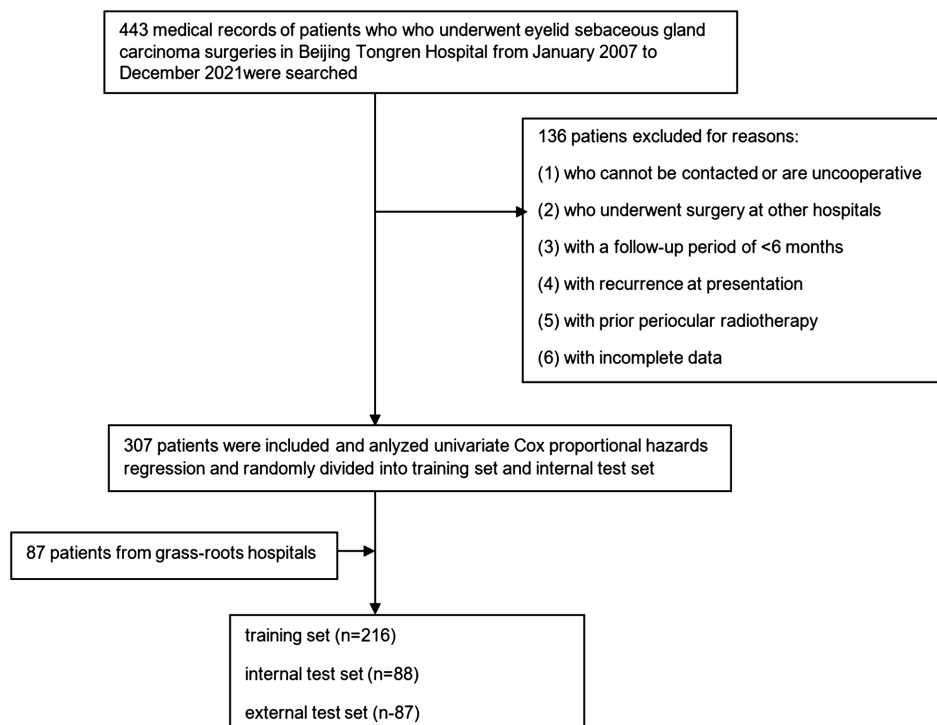 443 medical records of patients who who underwent eyelid sebaceous gland
carcinoma surgeries in Beijing Tongren Hospital from January 2007 to
December 2021were searched
136 patiens excluded for reasons:
(1) who cannot be contacted or are uncooperative
(2) who underwent surgery at other hospitals
(3) with a follow-up period of <6 months
(4) with recurrence at presentation
(5) with prior periocular radiotherapy
(6) with incomplete data
307 patients were included and anlyzed univariate Cox proportional hazards
regression and randomly divided into training set and internal test set
87 patients from grass-roots hospitals
training set (n=216)
internal test set (n=88)
external test set (n-87)